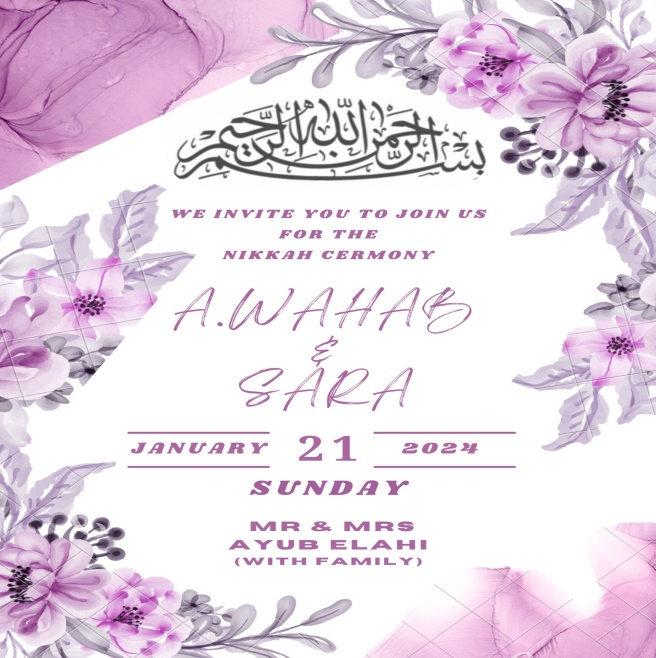 بسم الله الرحمن الرحيم
WE INVITE YOU TO JOIN US
FOR THE
NIKKAH CERMONY
A.WAHAB
&
SARA
JANUARY 21 2024
SUNDAY
MR & MRS
AYUB ELAHI
(WITH FAMILY)